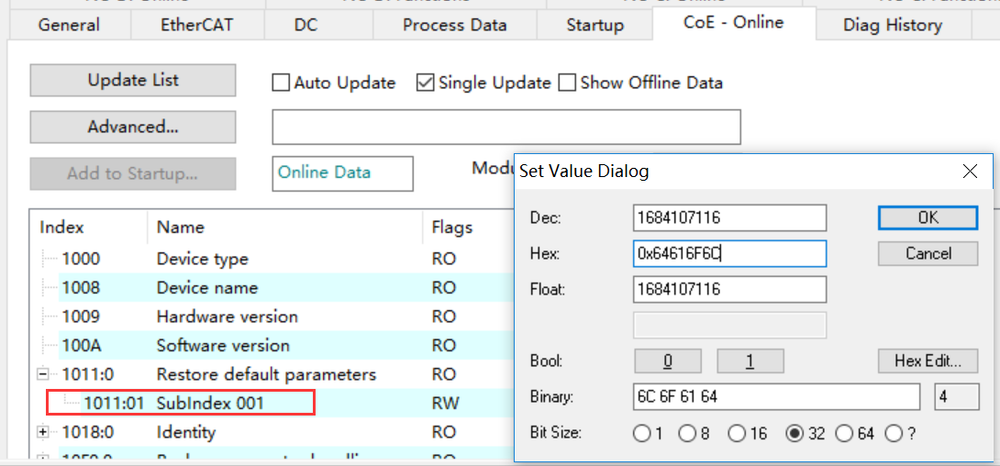 General EtherCAT DC Process Data Startup CoE - Online Diag History
Update List Auto Update Single Update Show Offline Data
Advanced...
Add to Startup... Online Data
Index Name Flags
1000 Device type RO
1008 Device name RO
1009 Hardware version RO
100A Software version RO
1011:0 Restore default parameters RO
1011:01 SubIndex 001 RW
1018:0 Identity RO
Set Value Dialog
Dec: 1684107116 OK
Hex: 0x64616F6C Cancel
Float: 1684107116
Bool: 0 1 Hex Edit...
Binary: 6C 6F 61 64 4
Bit Size: 1 8 16 32 64 ?